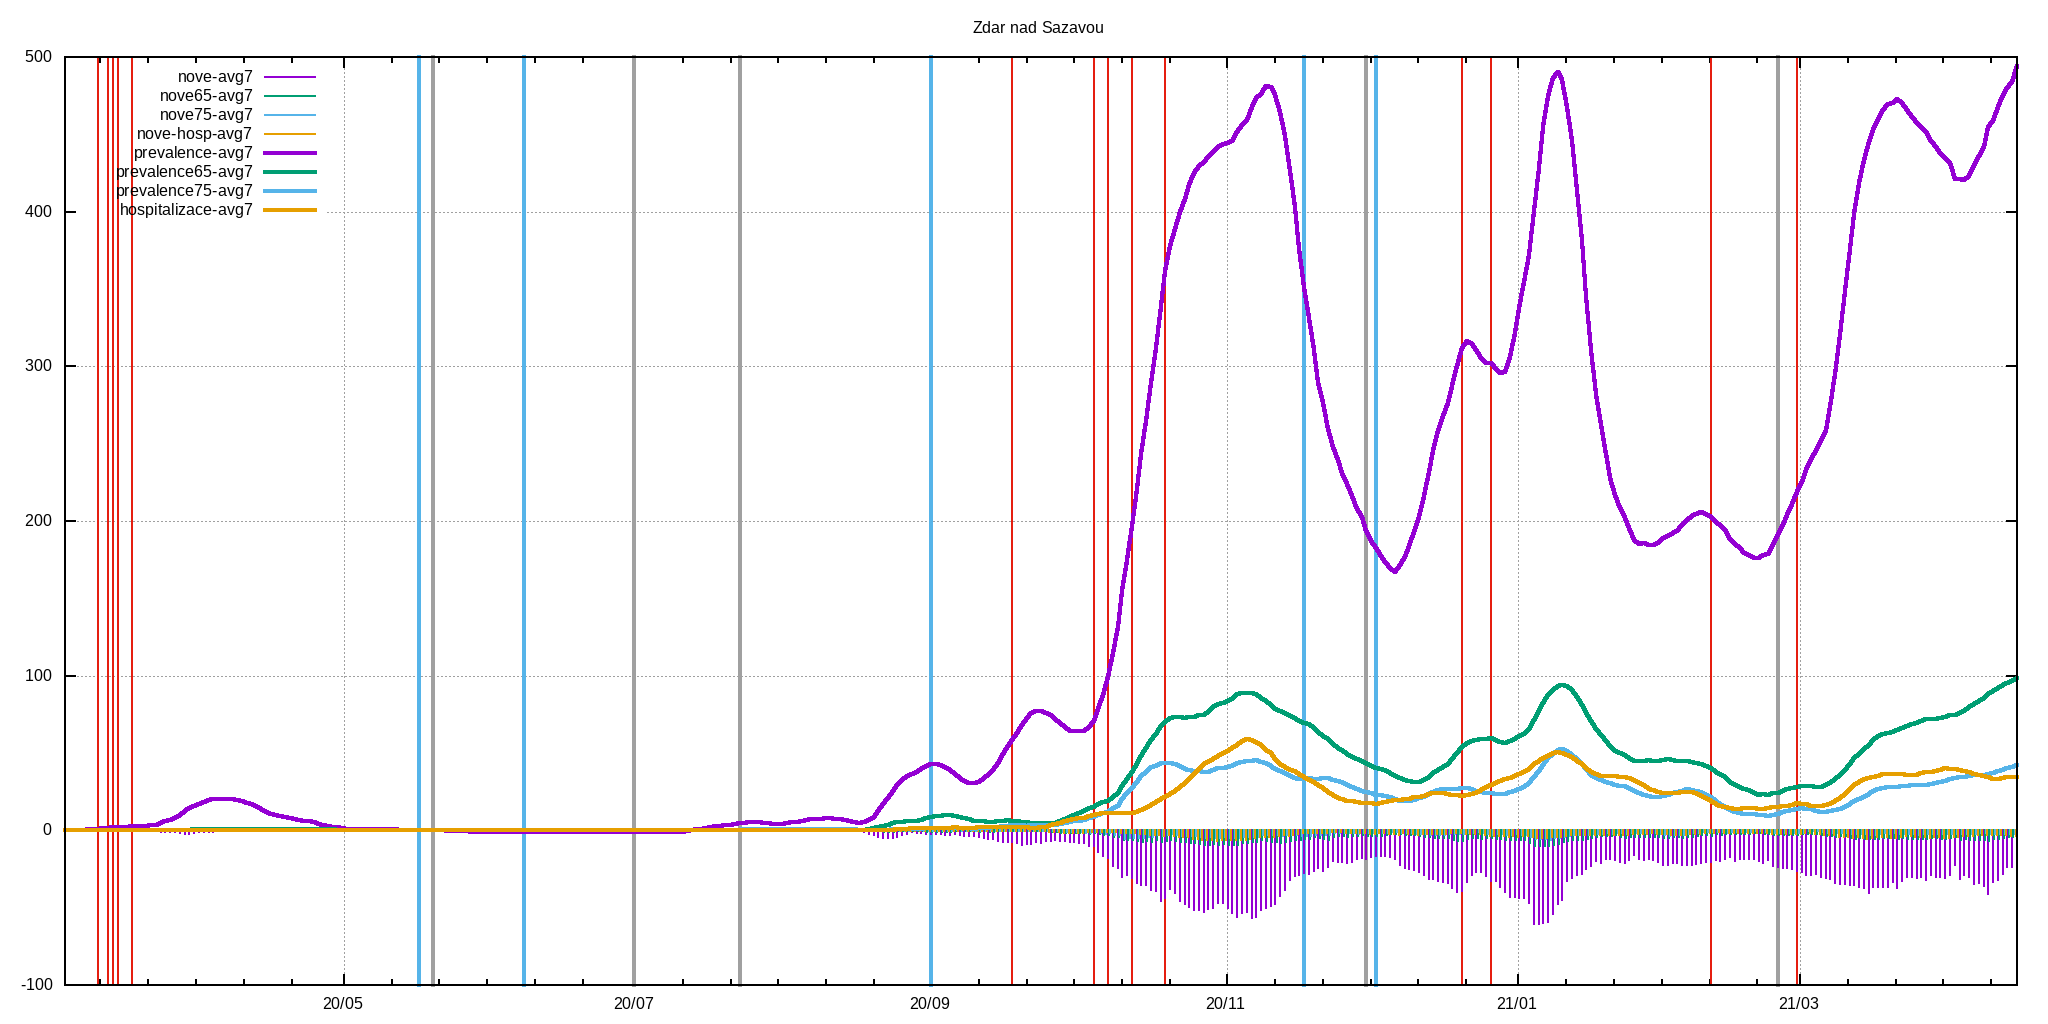 Zdar nad Sazavou
500
400
300
200
100
0
-100
nove-avg7
nove65-avg7
nove75-avg7
nove-hosp-avg7
prevalence-avg7
prevalence65-avg7
prevalence75-avg7
hospitalizace-avg7
20/05 20/07 20/09 20/11 21/01 21/03